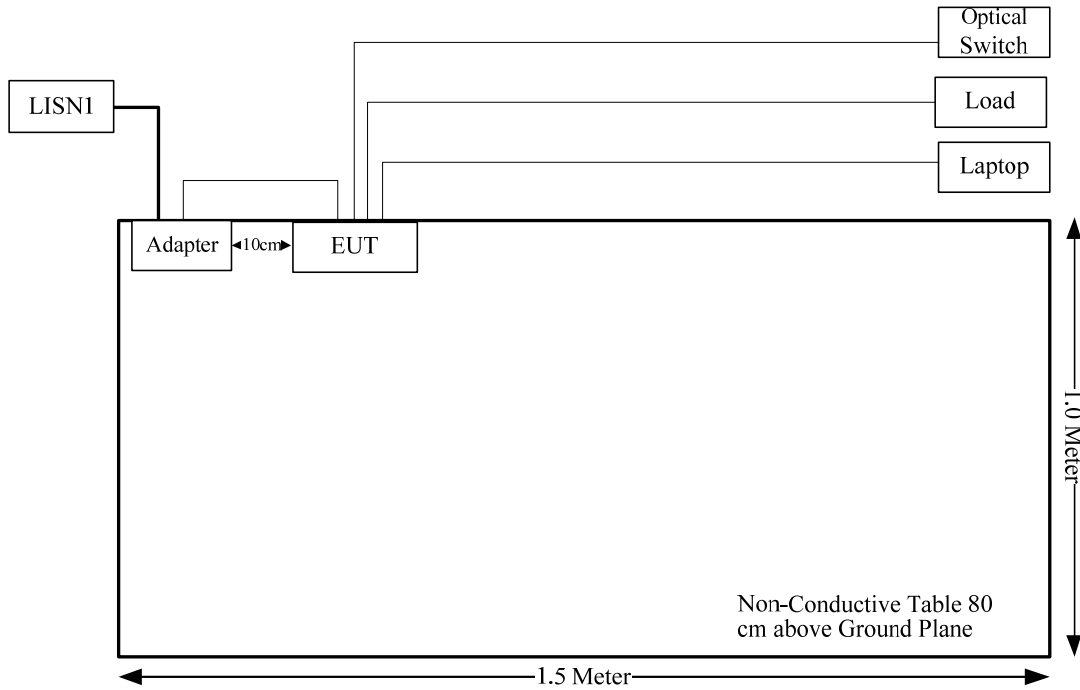 Optical
Switch
LISN1
Load
Laptop
Adapter
10cm
EUT
1.0 Meter
Non-Conductive Table 80
cm above Ground Plane
1.5 Meter